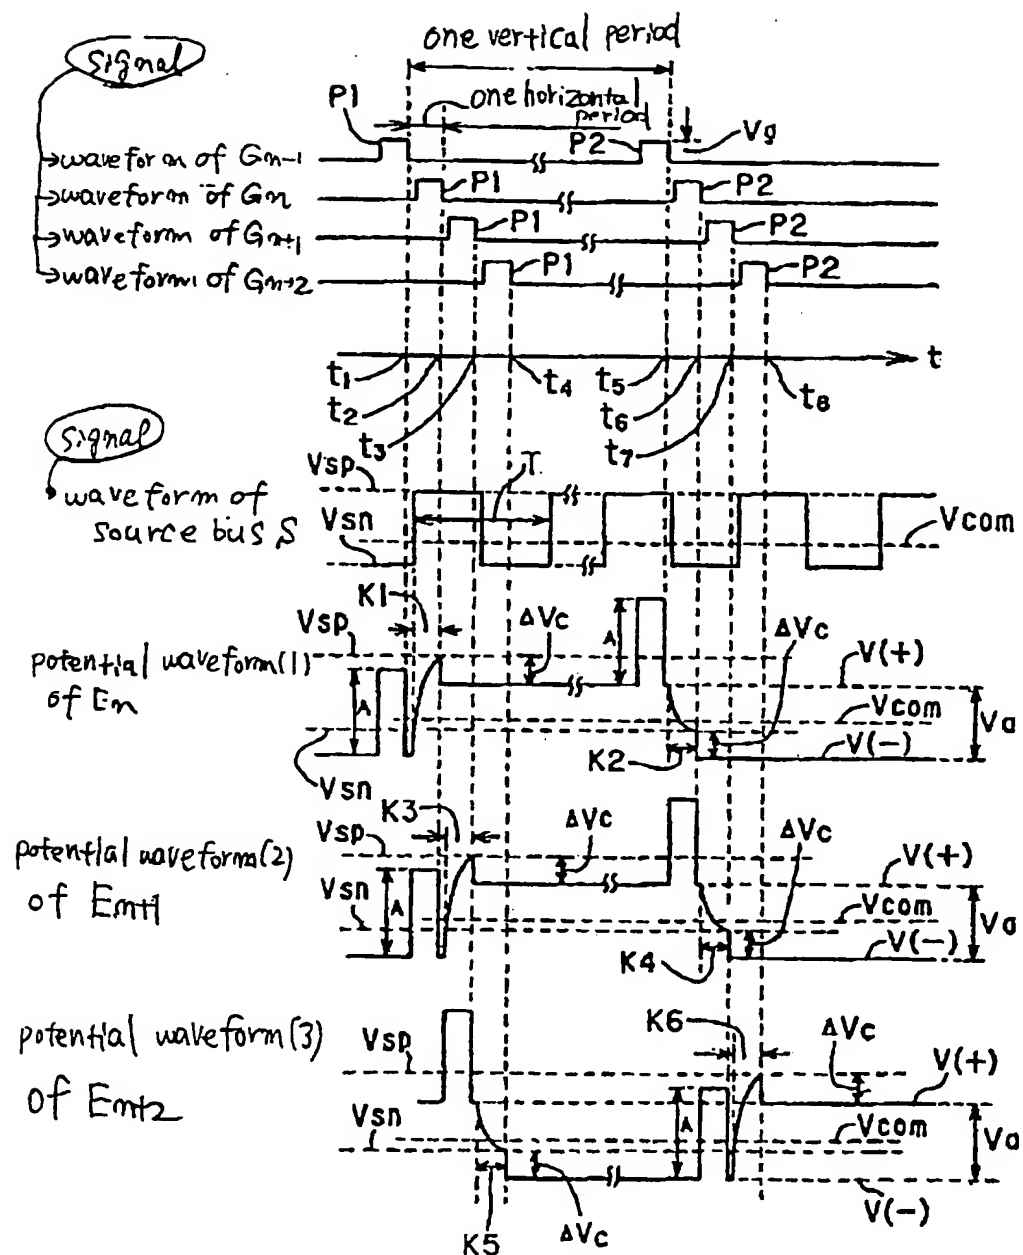 one vertical period
signal
P1
one horizontal
period
P2
Vg
waveform of Gn-1
waveform of Gn
P1
P2
waveform of Gn+1
P1
P2
waveform of Gn+2
P1
P2
t
t1
t2
t3
t4
t5
t6
t7
t8
signal
Vsp
T
waveform of
source bus S
Vsn
Vcom
K1
Vsp
ΔVc
A
ΔVc
potential waveform(1)
of En
A
V(+)
Vcom
Va
V(-)
Vsn
K2
K3
Vsp
ΔVc
ΔVc
potential waveform(2)
of En+1
Vsn
A
V(+)
Vcom
Va
V(-)
K4
potential waveform(3)
of En+2
Vsp
K6
ΔVc
V(+)
Vsn
A
A
Vcom
Va
K5
ΔVc
V(-)